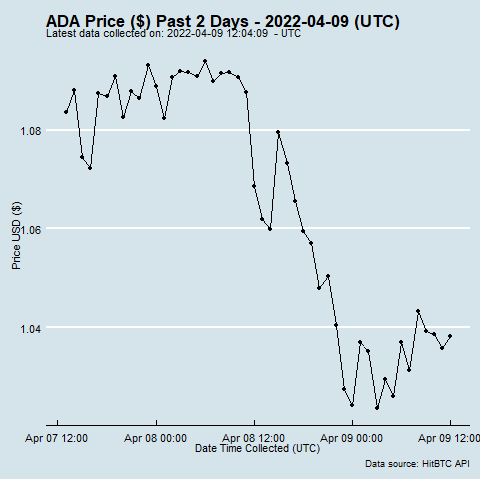 ADA Price ($) Past 2 Days - 2022-04-09 (UTC)
Latest data collected on: 2022-04-09 12:04:09  - UTC
Price USD ($)
1.08
1.06
1.04
Apr 07 12:00 Apr 08 00:00 Apr 08 12:00 Apr 09 00:00 Apr 09 12:00
Date Time Collected (UTC)
Data source: HitBTC API